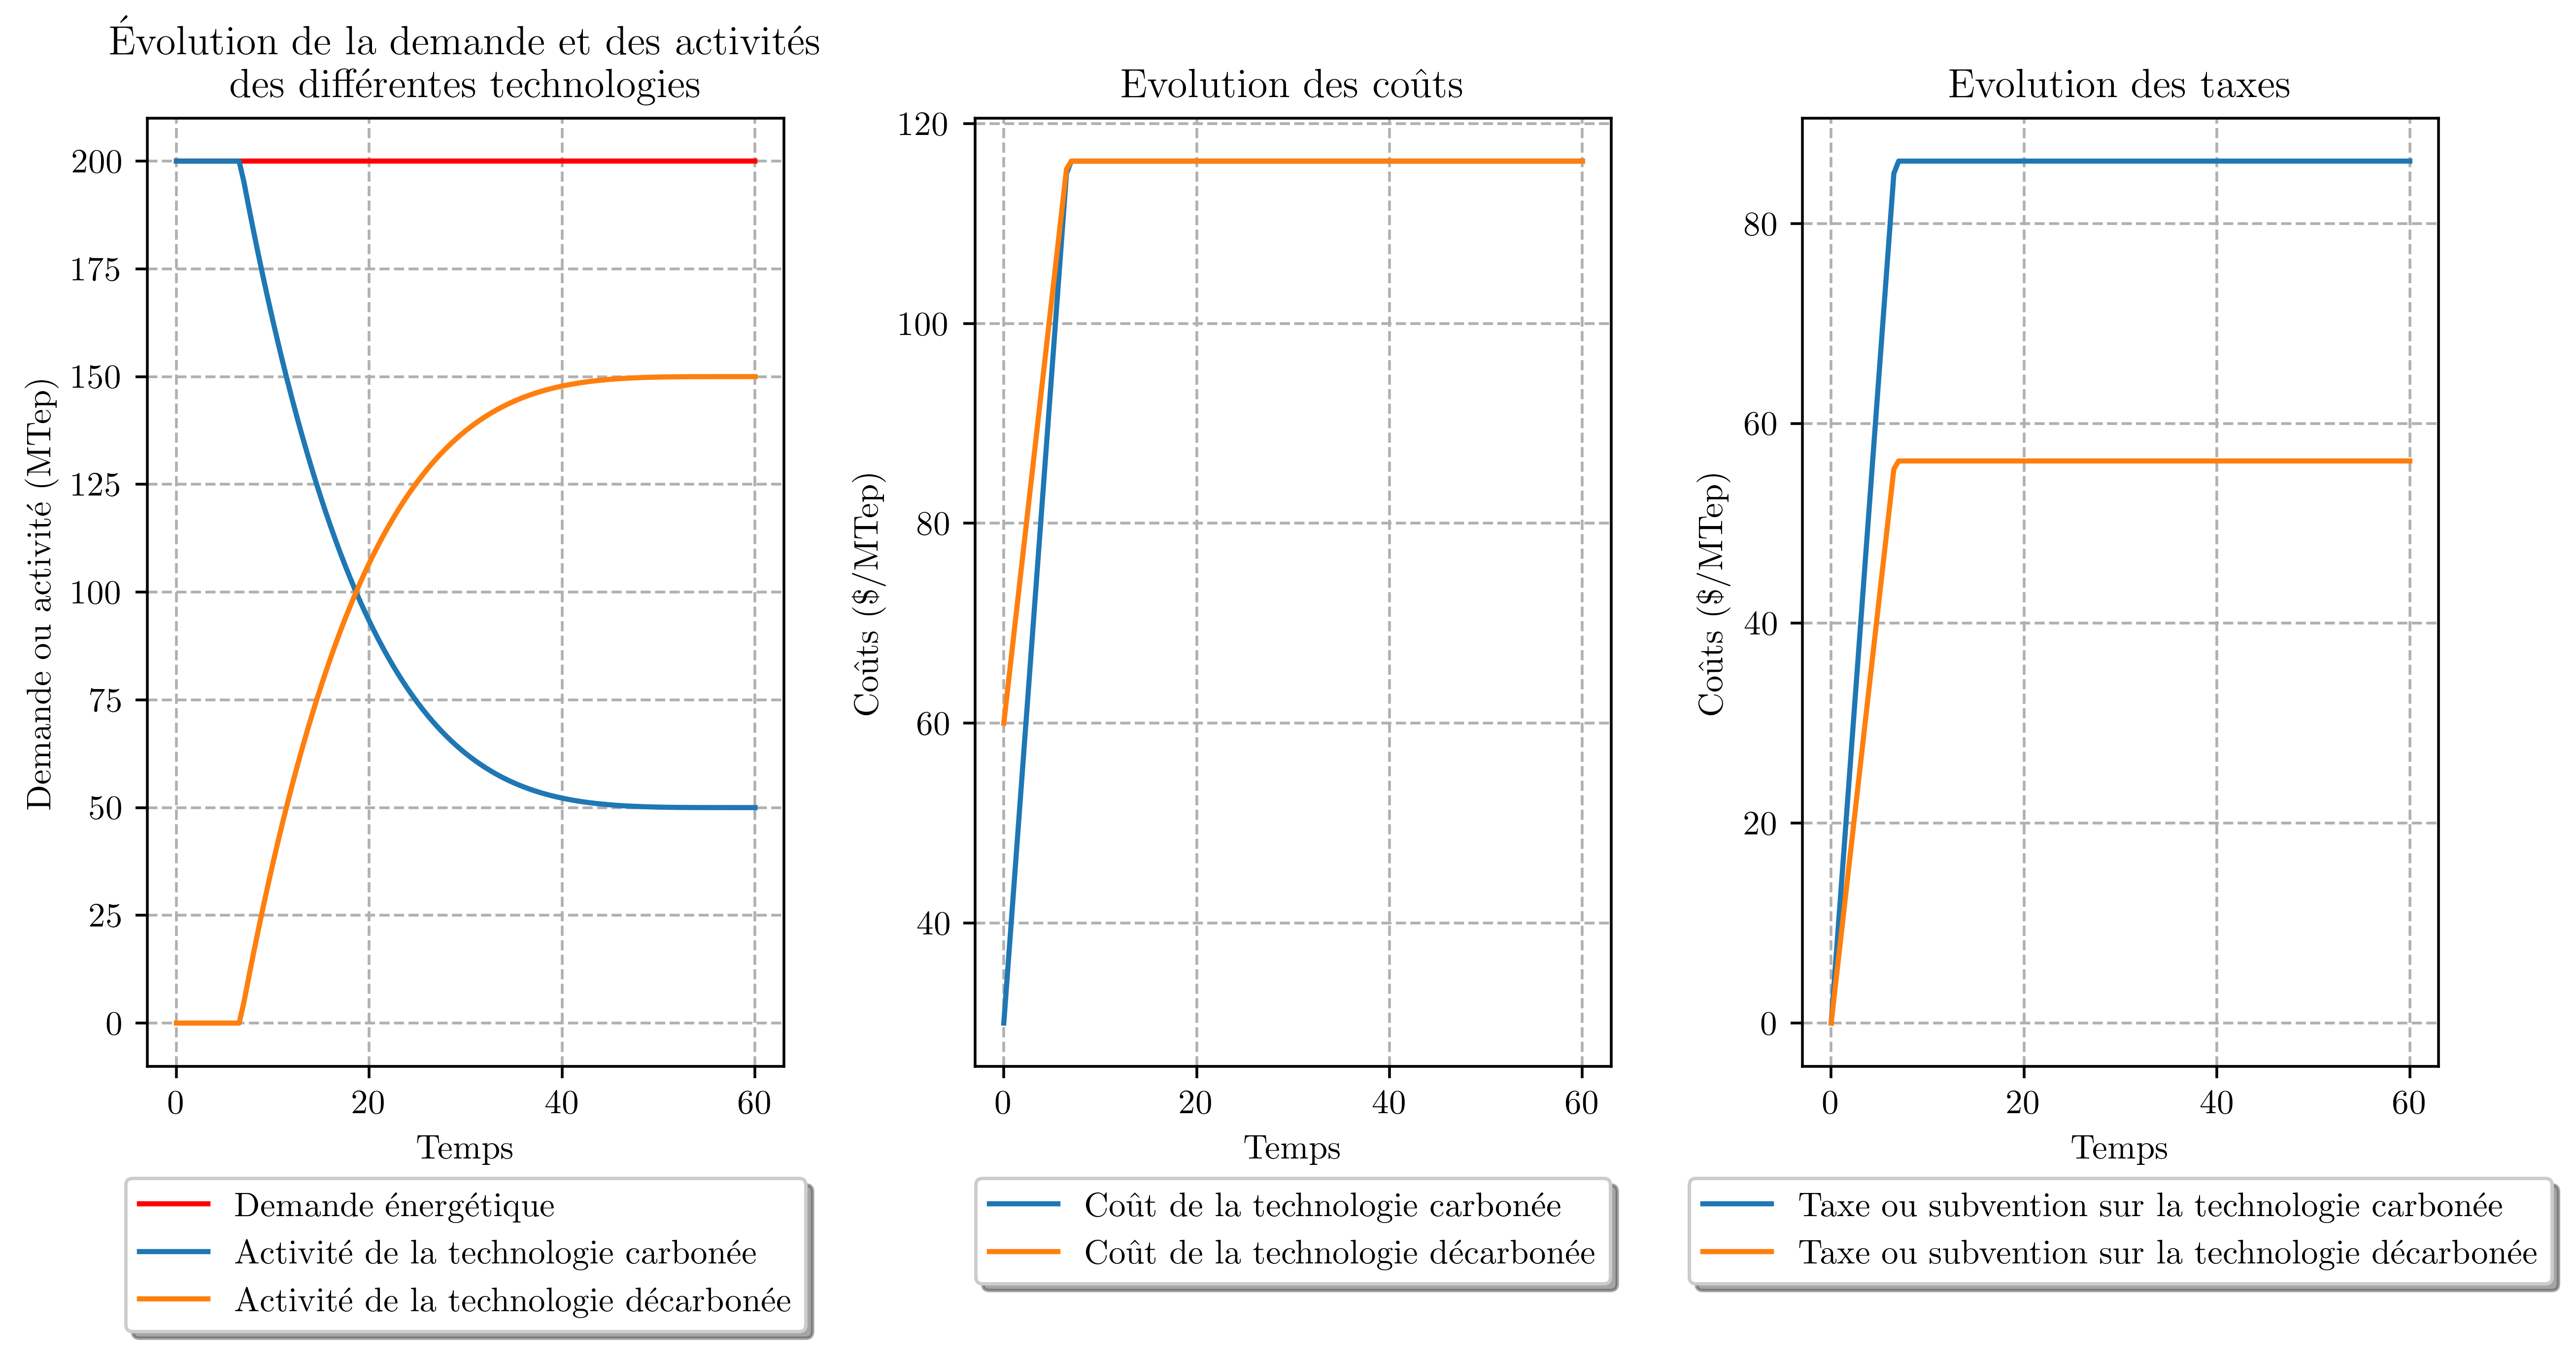 Évolution de la demande et des activités
des différentes technologies
Demande ou activité (MTep)
200
175
150
125
100
75
50
25
0
0 20 40 60
Temps
Demande énergétique
Activité de la technologie carbonée
Activité de la technologie décarbonée
Evolution des coûts
Coûts ($/MTep)
120
100
80
60
40
0 20 40 60
Temps
Coût de la technologie carbonée
Coût de la technologie décarbonée
Evolution des taxes
Coûts ($/MTep)
80
60
40
20
0
0 20 40 60
Temps
Taxe ou subvention sur la technologie carbonée
Taxe ou subvention sur la technologie décarbonée